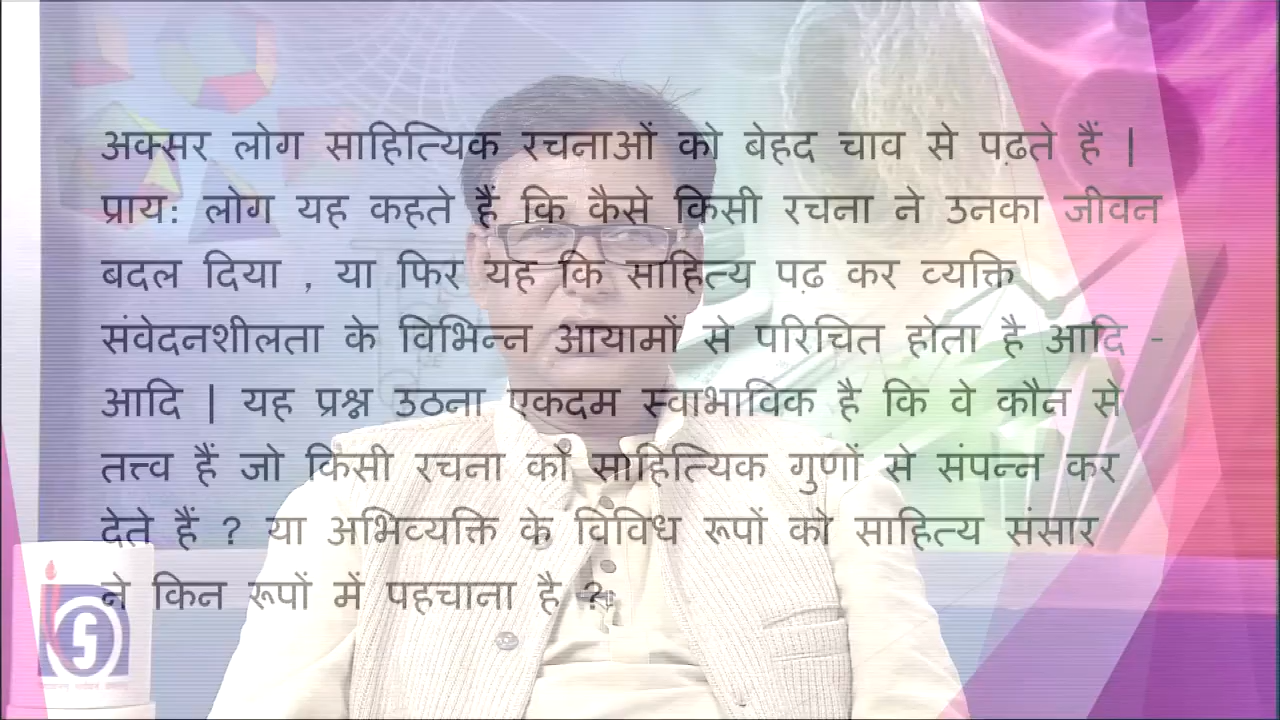 अक्सर लोग साहित्यिक रचनाओं को बेहद चाव से पढ़ते हैं |
प्राय: लोग यह कहते हैं कि कैसे किसी रचना ने उनका जीवन
बदल दिया , या फिर यह कि साहित्य पढ़ कर व्यक्ति
संवेदनशीलता के विभिन्न आयामों से परिचित होता है आदि -
आदि | यह प्रश्न उठना एकदम स्वाभाविक है कि वे कौन से
तत्त्व हैं जो किसी रचना को साहित्यिक गुणों से संपन्न कर
देते हैं ? या अभिव्यक्ति के विविध रूपों को साहित्य संसार
ने किन रूपों में पहचाना है ?